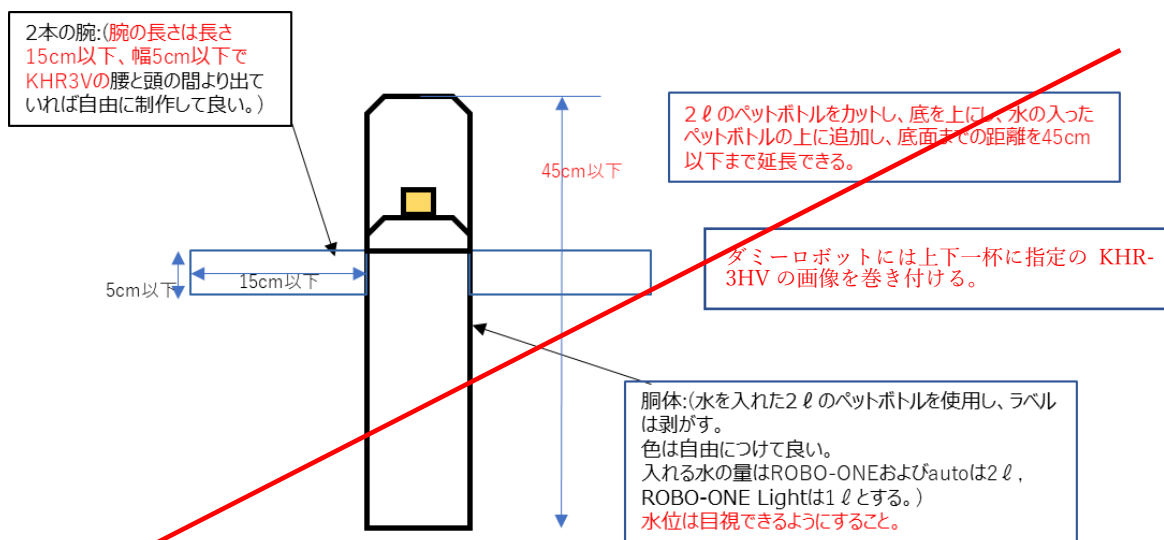 2本の腕:(腕の長さは長さ
15cm以下、幅5cm以下で
KHR3Vの腰と頭の間より出て
いれば自由に制作して良い。)
2ℓのペットボトルをカットし、底を上にし、水の入った
ペットボトルの上に追加し、底面までの距離を45cm
以下まで延長できる。
45cm以下
ダミーロボットには上下一杯に指定の KHR-
3HV の画像を巻き付ける。
5cm以下
15cm以下
胴体:(水を入れた2ℓのペットボトルを使用し、ラベル
は剥がす。
色は自由につけて良い。
入れる水の量はROBO-ONEおよびautoは2ℓ,
ROBO-ONE Lightは1ℓとする。)
水位は目視できるようにすること。